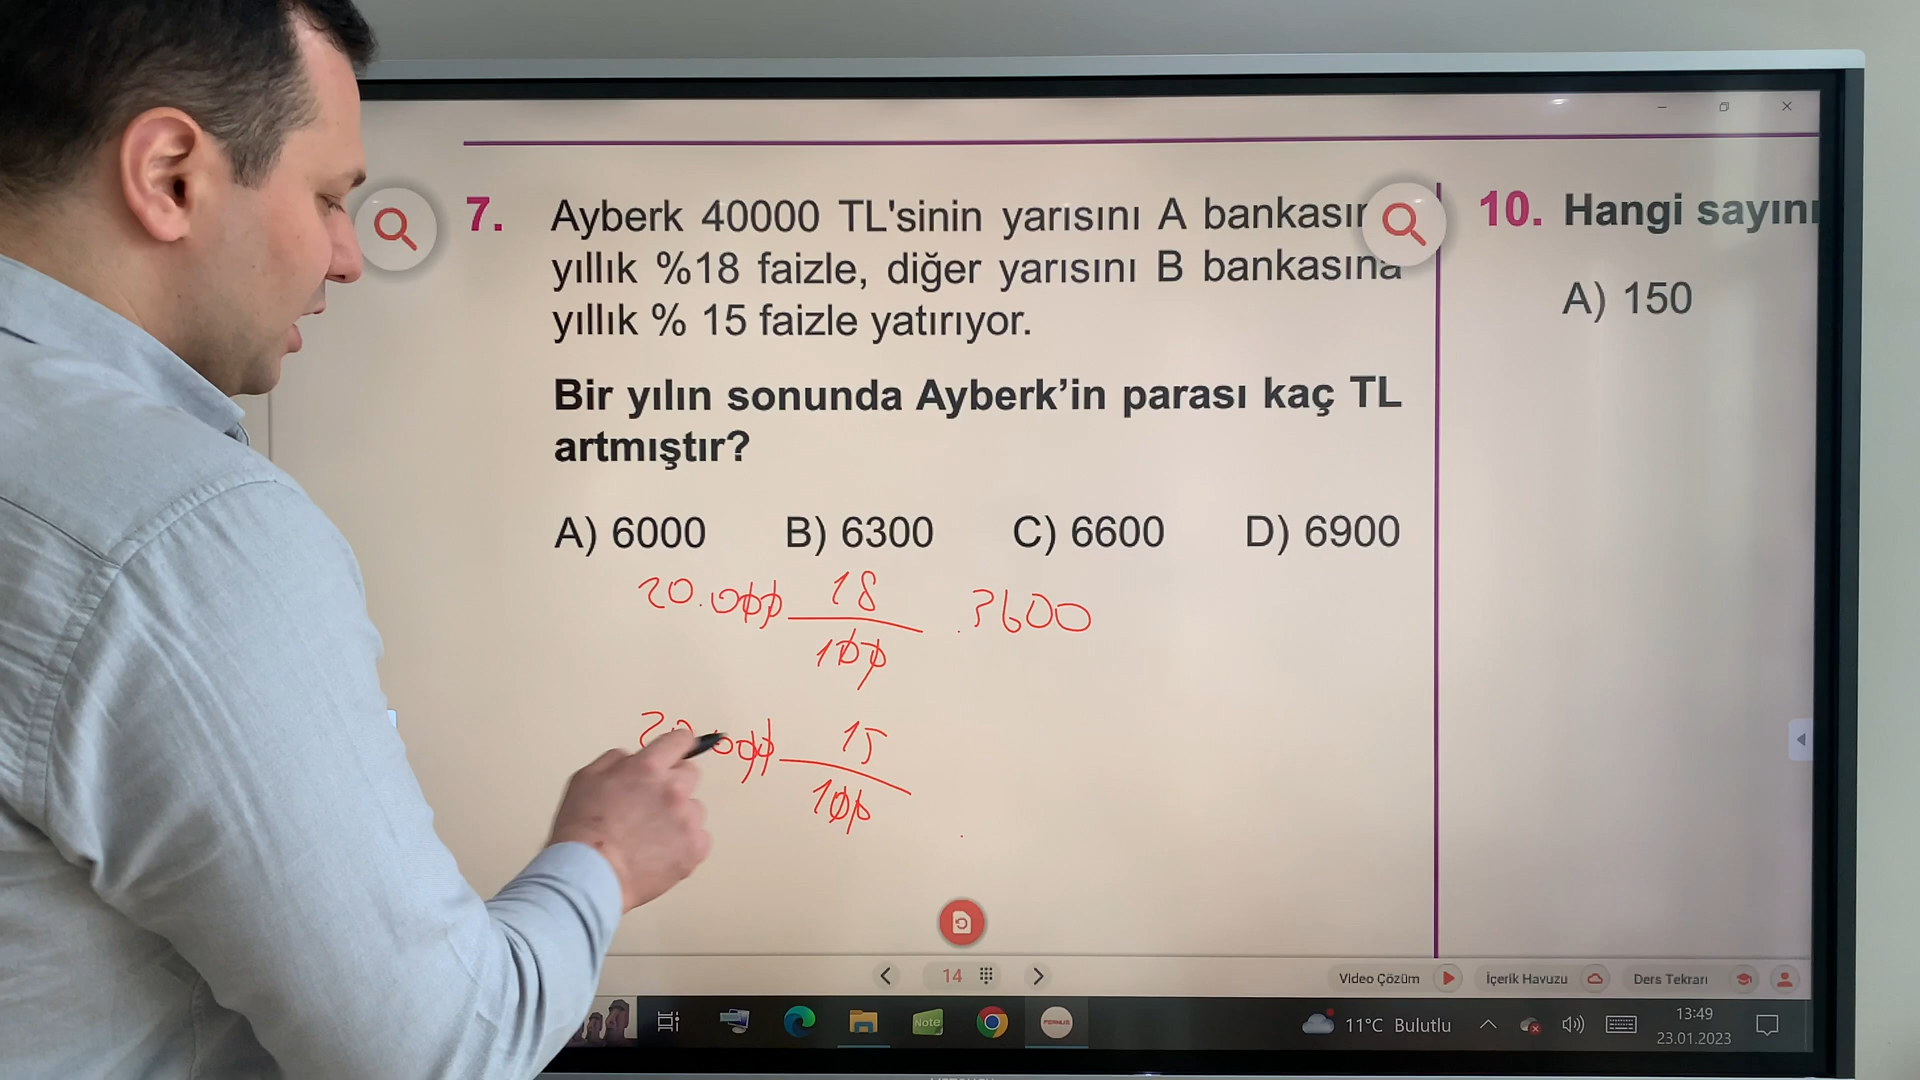 7. Ayberk 40000 TL'sinin yarısını A
yıllık %18 faizle, diğer yarısını B bankasına
yıllık % 15 faizle yatırıyor.
Bir yılın sonunda Ayberk’in parası kaç TL
artmıştır?
A) 6000 B) 6300 C) 6600 D) 6900
20.000 18 3600
100
15
100
10. Hangi
A) 150
14
Video Çözüm İçerik Havuzu Ders Tekrarı
Note
11°C Bulutlu
13:49
23.01.2023